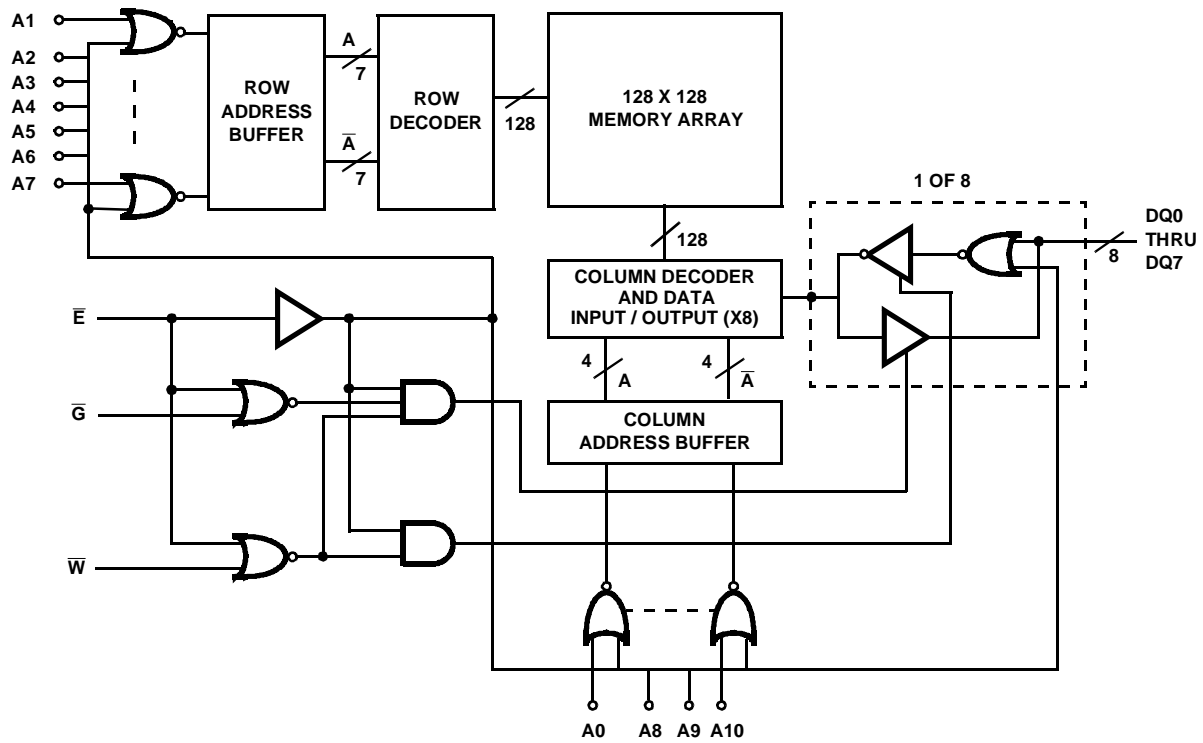 A1
A2
A3
A4
A5
A6
A7
ROW
ADDRESS
BUFFER
A
7
A̅
7
ROW
DECODER
128
128 X 128
MEMORY ARRAY
1 OF 8
128
DQ0
THRU
DQ7
8
COLUMN DECODER
AND DATA
INPUT / OUTPUT (X8)
E̅
4
A
4
A̅
G̅
COLUMN
ADDRESS BUFFER
W̅
A0
A8
A9
A10